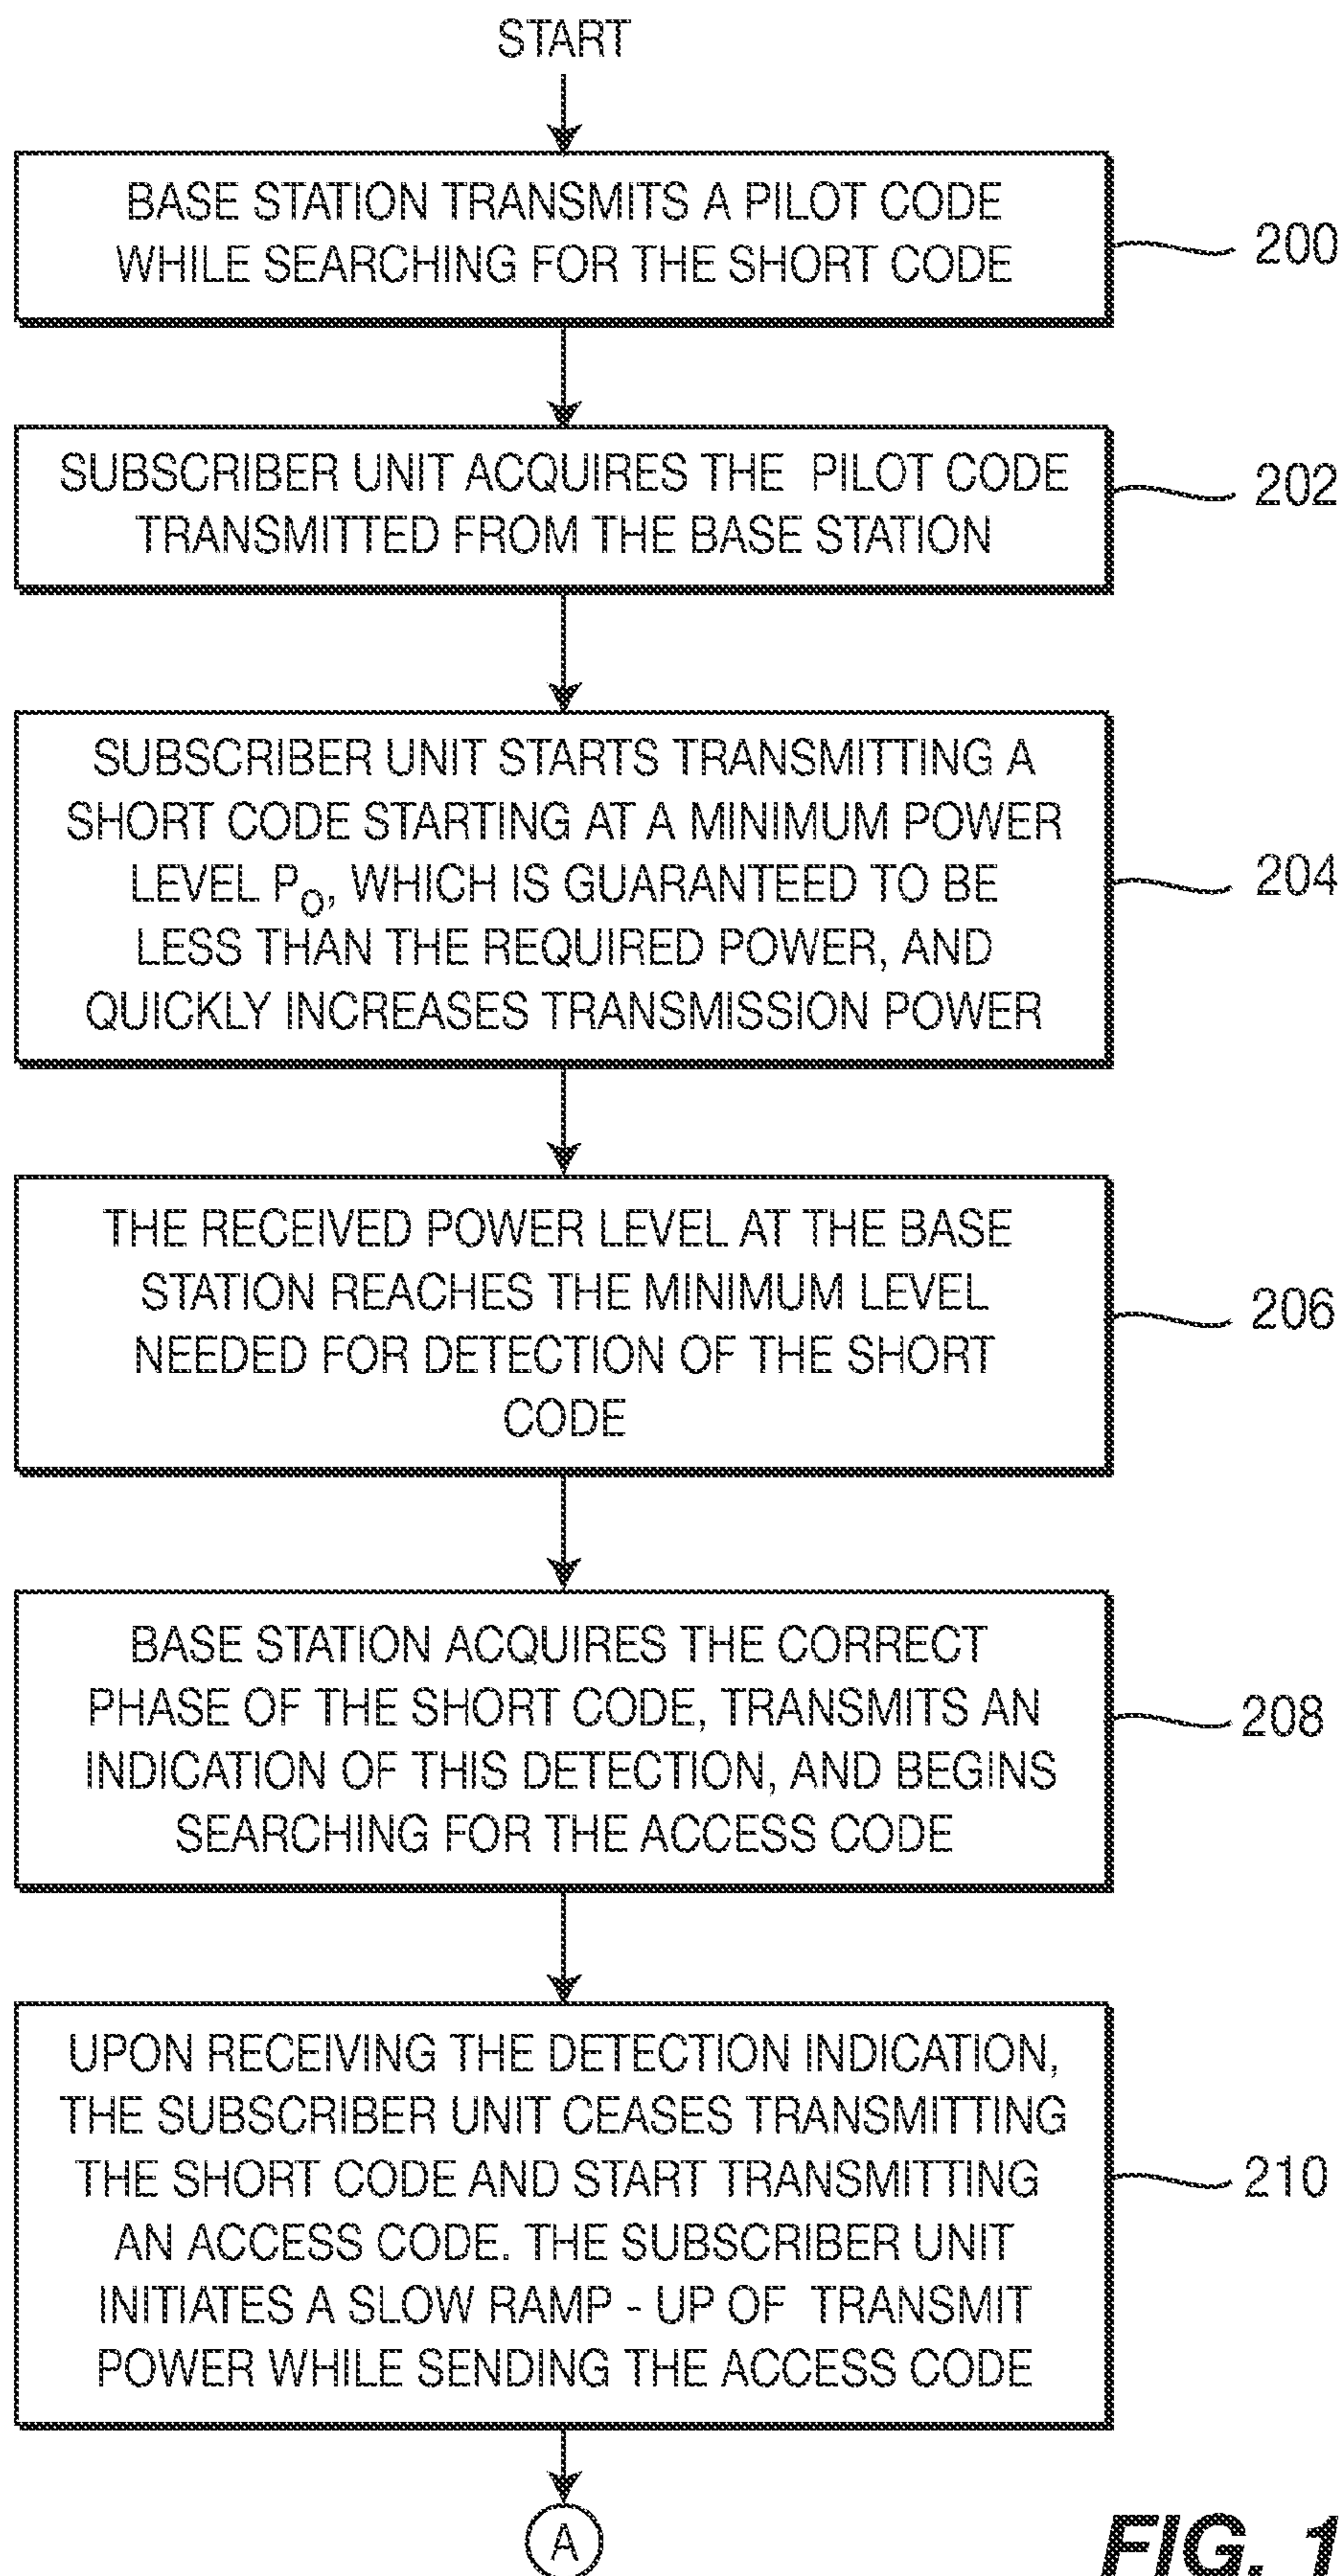 START
BASE STATION TRANSMITS A PILOT CODE
WHILE SEARCHING FOR THE SHORT CODE
200
SUBSCRIBER UNIT ACQUIRES THE PILOT CODE
TRANSMITTED FROM THE BASE STATION
202
SUBSCRIBER UNIT STARTS TRANSMITTING A
SHORT CODE STARTING AT A MINIMUM POWER
LEVEL PO, WHICH IS GUARANTEED TO BE
LESS THAN THE REQUIRED POWER, AND
QUICKLY INCREASES TRANSMISSION POWER
204
THE RECEIVED POWER LEVEL AT THE BASE
STATION REACHES THE MINIMUM LEVEL
NEEDED FOR DETECTION OF THE SHORT
CODE
206
BASE STATION ACQUIRES THE CORRECT
PHASE OF THE SHORT CODE, TRANSMITS AN
INDICATION OF THIS DETECTION, AND BEGINS
SEARCHING FOR THE ACCESS CODE
208
UPON RECEIVING THE DETECTION INDICATION,
THE SUBSCRIBER UNIT CEASES TRANSMITTING
THE SHORT CODE AND START TRANSMITTING
AN ACCESS CODE. THE SUBSCRIBER UNIT
INITIATES A SLOW RAMP - UP OF TRANSMIT
POWER WHILE SENDING THE ACCESS CODE
210
A
FIG. 1